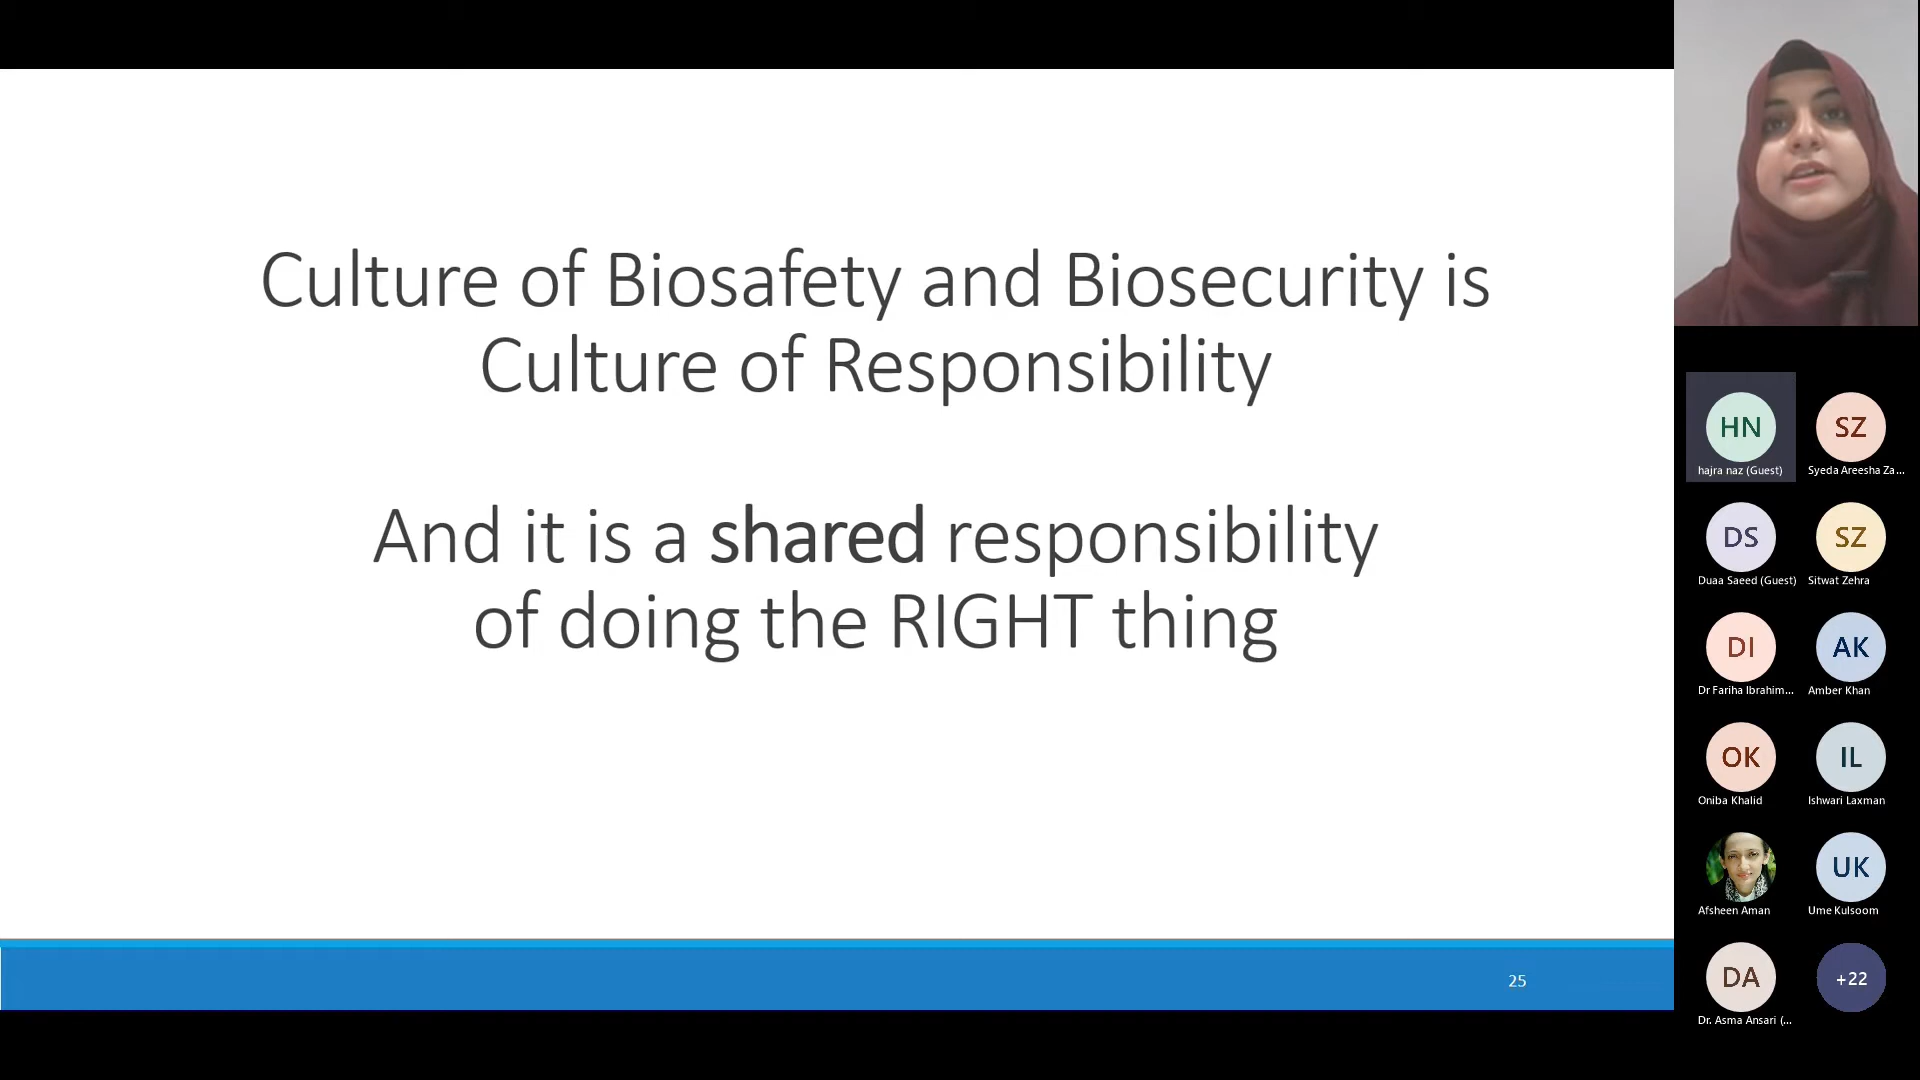 Culture of Biosafety and Biosecurity is
Culture of Responsibility
And it is a shared responsibility
of doing the RIGHT thing
25
HN
hajra naz (Guest)
SZ
Syeda Areesha Za...
DS
Duaa Saeed (Guest)
SZ
Sitwat Zehra
DI
Dr Fariha Ibrahim...
AK
Amber Khan
OK
Oniba Khalid
IL
Ishwari Laxman
Afsheen Aman
UK
Ume Kulsoom
DA
Dr. Asma Ansari (...
+22